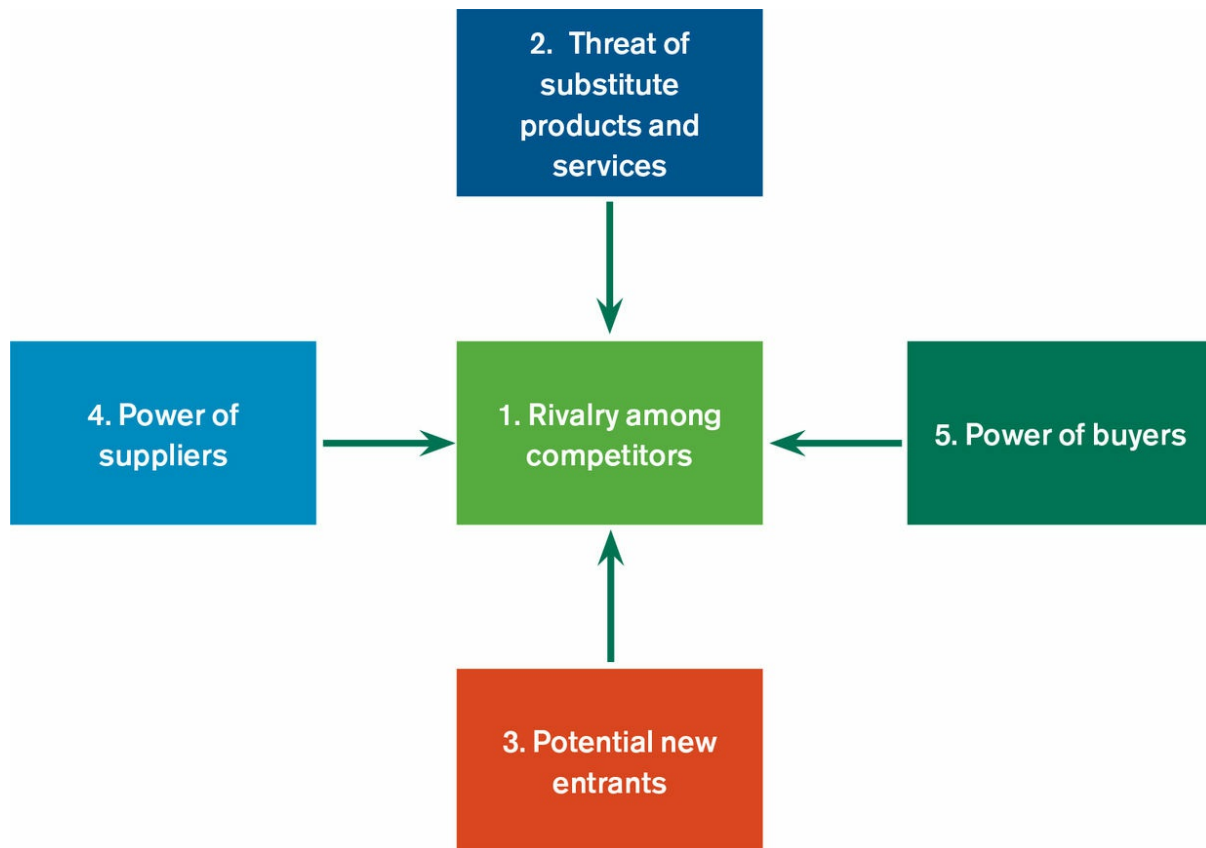 2. Threat of
substitute
products and
services
4. Power of
suppliers
1. Rivalry among
competitors
5. Power of buyers
3. Potential new
entrants